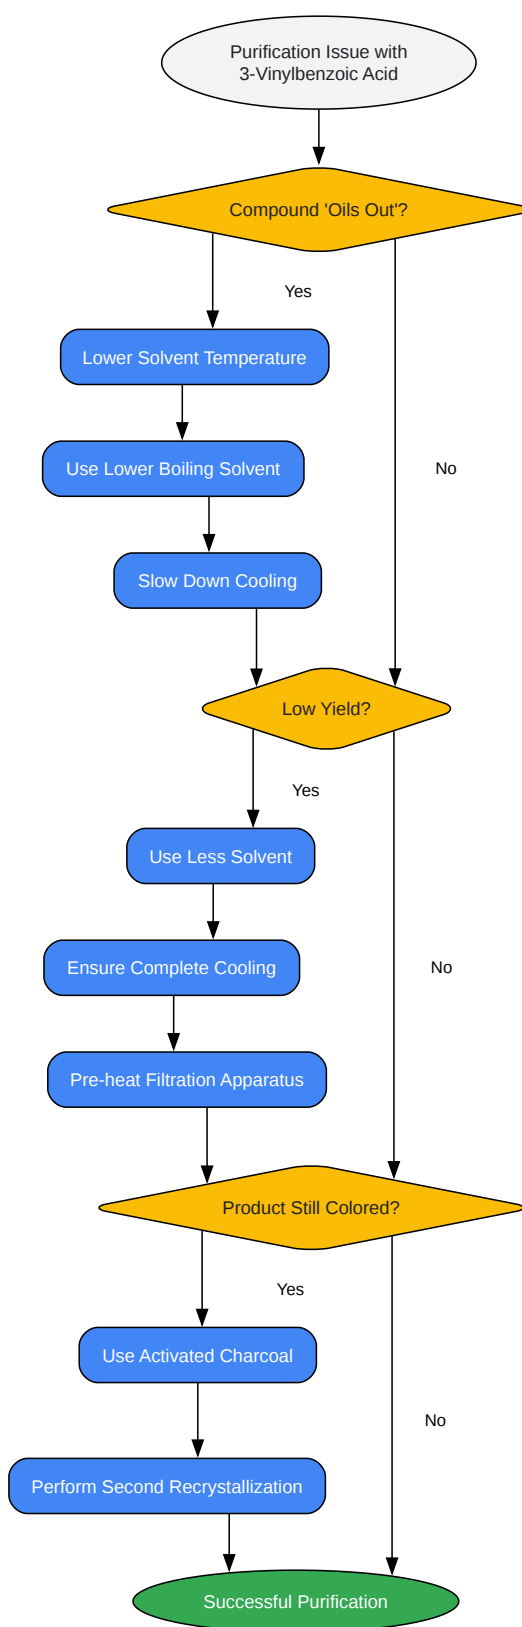 Purification Issue with
3-Vinylbenzoic Acid
Compound 'Oils Out'?
Yes
Lower Solvent Temperature
Use Lower Boiling Solvent
No
Slow Down Cooling
Low Yield?
Yes
Use Less Solvent
Ensure Complete Cooling
No
Pre-heat Filtration Apparatus
Product Still Colored?
Yes
Use Activated Charcoal
No
Perform Second Recrystallization
Successful Purification